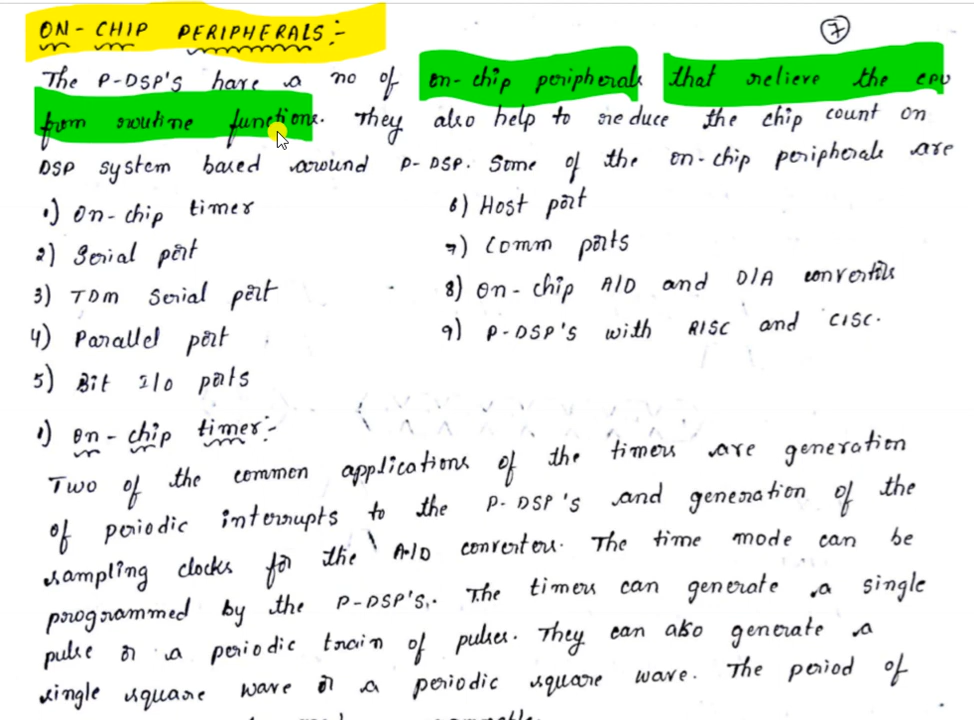 ON-CHIP PERIPHERALS:-
7
The P-DSP'S have a no of on-chip peripherals that relieve the CPU
from routine functions. They also help to reduce the chip count on
DSP system based around P-DSP. Some of the on-chip peripherals are
1) On-chip timer
2) Serial port
3) TDM Serial port
4) Parallel port
5) Bit I/O ports
6) Host port
7) Comm ports
8) On-chip A/D and D/A convertors
9) P-DSP'S with RISC and CISC.
1) On-chip timer:-
Two of the common applications of the timers are generation
of periodic interrupts to the P-DSP'S and generation of the
sampling clocks for the A/D converters. The time mode can be
programmed by the P-DSP'S. The timers can generate a single
pulse or a periodic train of pulses. They can also generate a
single square wave or a periodic square wave. The period of